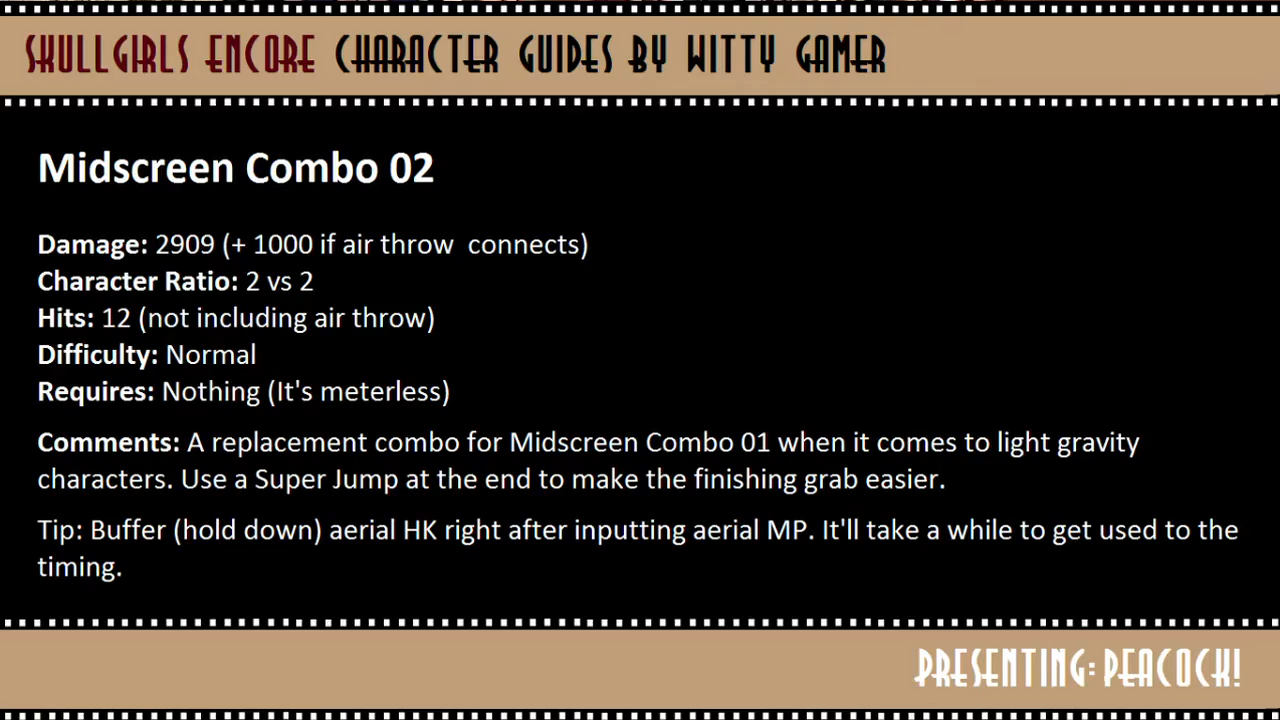 SKULLGIRLS ENCORE CHARACTER GUIDES BY WITTY GAMER
Midscreen Combo 02
Damage: 2909 (+ 1000 if air throw  connects)
Character Ratio: 2 vs 2
Hits: 12 (not including air throw)
Difficulty: Normal
Requires: Nothing (It's meterless)
Comments: A replacement combo for Midscreen Combo 01 when it comes to light gravity
characters. Use a Super Jump at the end to make the finishing grab easier.
Tip: Buffer (hold down) aerial HK right after inputting aerial MP. It'll take a while to get used to the
timing.
PRESENTING: PEACOCK!